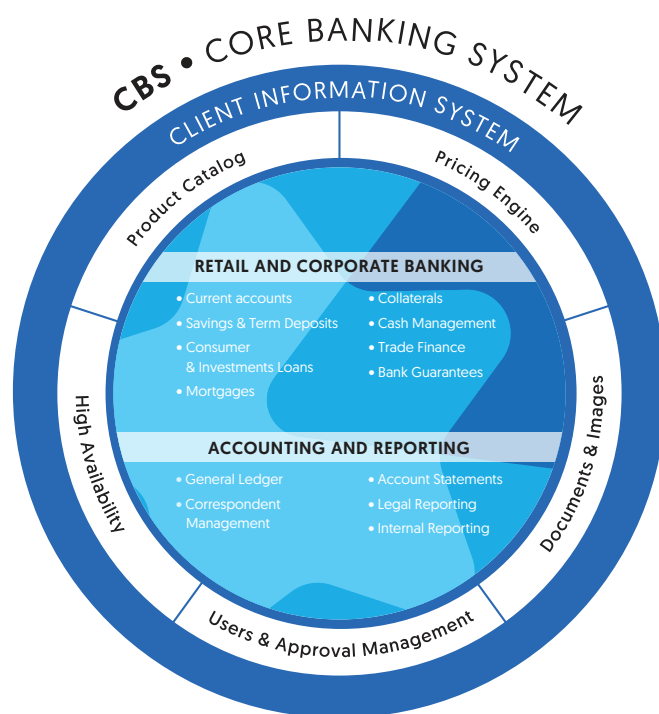 CBS • CORE BANKING SYSTEM
CLIENT INFORMATION SYSTEM
Product Catalog
Pricing Engine
RETAIL AND CORPORATE BANKING
• Current accounts
• Savings & Term Deposits
• Consumer
& Investments Loans
• Mortgages
• Collaterals
• Cash Management
• Trade Finance
• Bank Guarantees
High Availability
Documents & Images
ACCOUNTING AND REPORTING
• General Ledger
• Correspondent
Management
• Account Statements
• Legal Reporting
• Internal Reporting
Users & Approval Management